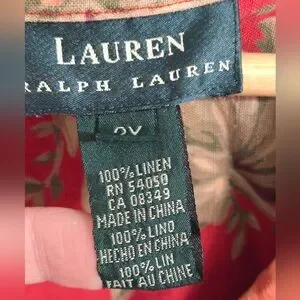 LAUREN
RALPH LAUREN
2X
100% LINEN
RN 54050
CA 08349
MADE IN CHINA
100% LINO
HECHO EN CHINA
100% LIN
FAIT AU CHINE